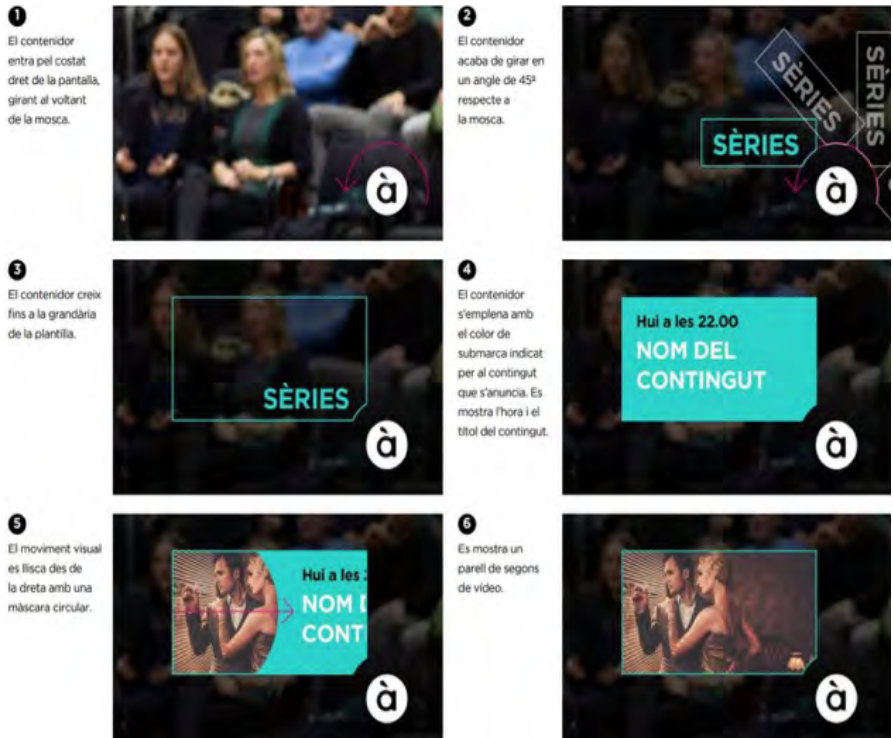 1
El contenidor
entra pel costat
dret de la pantalla,
girant al voltant
de la mosca.
à
2
El contenidor
acaba de girar en
un angle de 45º
respecte a
la mosca.
SÈRIES
SÈRIES
SÈRIES
à
3
El contenidor creix
fins a la grandària
de la plantilla.
SÈRIES
à
4
El contenidor
s'emplena amb
el color de
submarca indicat
per al contingut
que s'anuncia. Es
mostra l'hora i el
títol del contingut.
Hui a les 22.00
NOM DEL
CONTINGUT
à
5
El moviment visual
es llisca des de
la dreta amb una
màscara circular.
Hui a les
NOM D
CONT
à
6
Es mostra un
parell de segons
de vídeo.
à